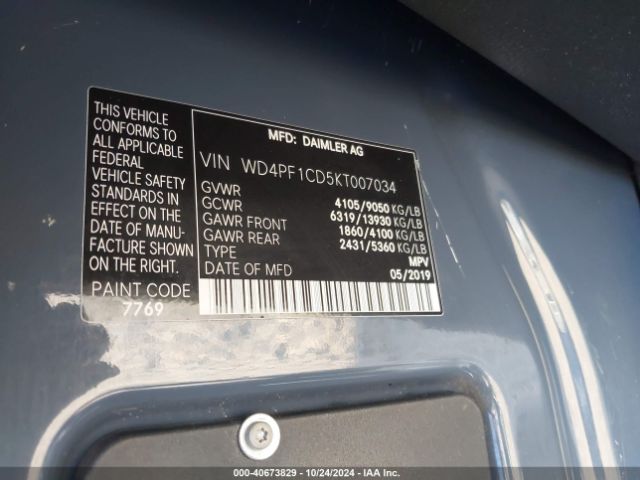 THIS VEHICLE
CONFORMS TO
ALL APPLICABLE
FEDERAL
VEHICLE SAFETY
STANDARDS IN
EFFECT ON THE
DATE OF MANU-
FACTURE SHOWN
ON THE RIGHT.
PAINT CODE
7769
MFD: DAIMLER AG
VIN WD4PF1CD5KT007034
GVWR 4105/9050 KG/LB
GCWR 6319/13930 KG/LB
GAWR FRONT 1860/4100 KG/LB
GAWR REAR 2431/5360 KG/LB
TYPE MPV
DATE OF MFD 05/2019
000-40673829 - 10/24/2024 - IAA Inc.